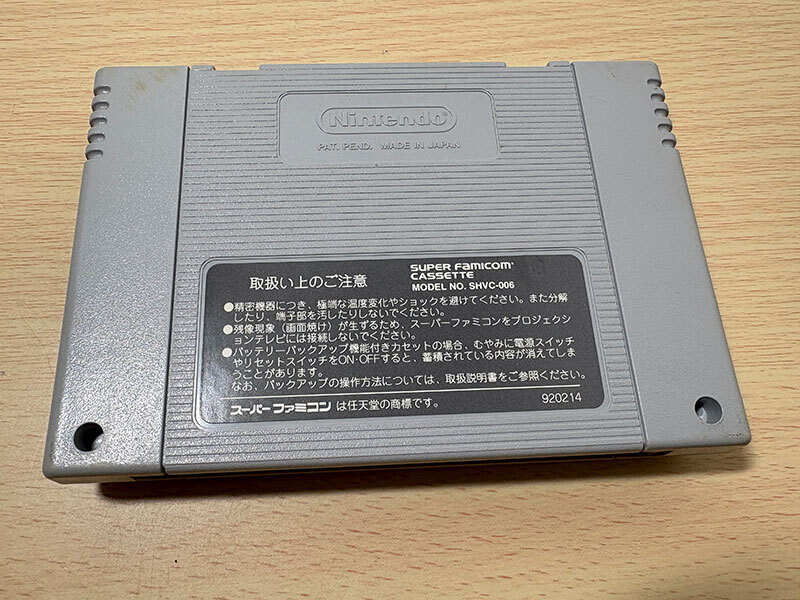 Nintendo
PAT. PEND. MADE IN JAPAN
取扱い上のご注意
SUPER FAMICOM
CASSETTE
MODEL NO. SHVC-006
●精密機器につき、極端な温度変化やショックを避けてください。また分解
したり、端子部を汚したりしないでください。
●残像現象（画面焼け）が生ずるため、スーパーファミコンをプロジェクシ
ョンテレビには接続しないでください。
●バッテリーバックアップ機能付きカセットの場合、むやみに電源スイッチ
やリセットスイッチをON・OFFすると、蓄積されている内容が消えてしま
うことがあります。
なお、バックアップの操作方法については、取扱説明書をご参照ください。
スーパーファミコン は任天堂の商標です。
920214